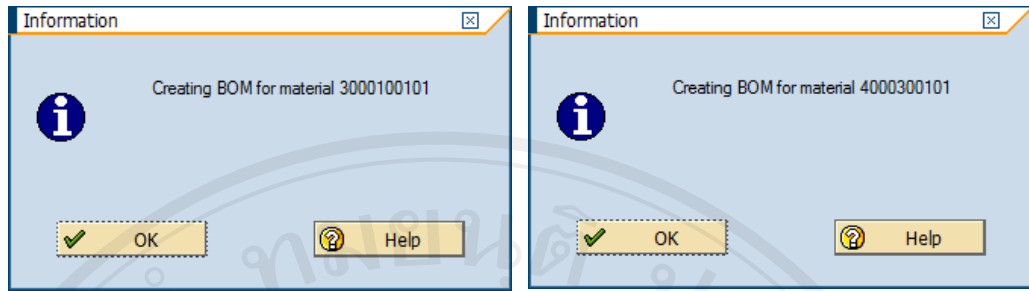 Information
Creating BOM for material 3000100101
OK
Help
Information
Creating BOM for material 4000300101
OK
Help